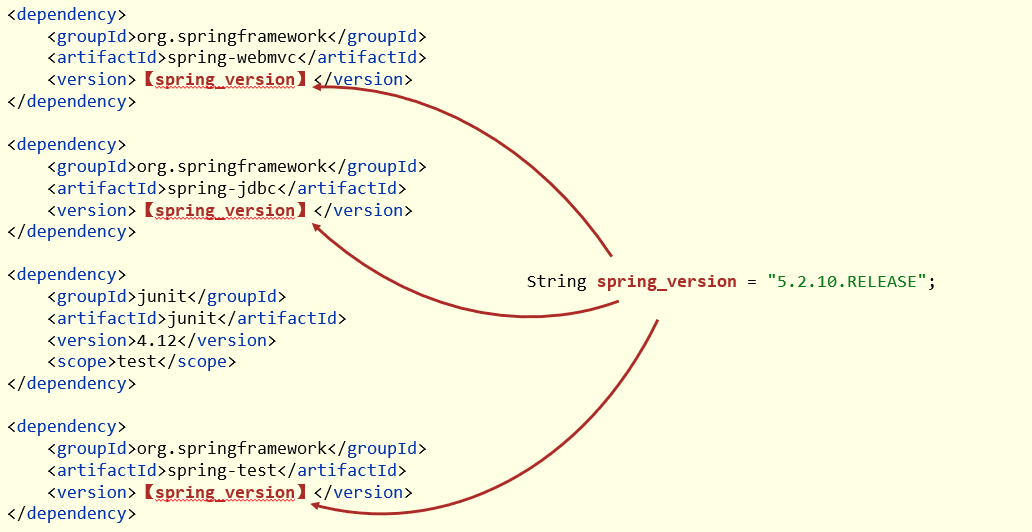 <dependency>
    <groupId>org.springframework</groupId>
    <artifactId>spring-webmvc</artifactId>
    <version>【spring_version】</version>
</dependency>

<dependency>
    <groupId>org.springframework</groupId>
    <artifactId>spring-jdbc</artifactId>
    <version>【spring_version】</version>
</dependency>

<dependency>
    <groupId>junit</groupId>
    <artifactId>junit</artifactId>
    <version>4.12</version>
    <scope>test</scope>
</dependency>

<dependency>
    <groupId>org.springframework</groupId>
    <artifactId>spring-test</artifactId>
    <version>【spring_version】</version>
</dependency>

String spring_version = "5.2.10.RELEASE";